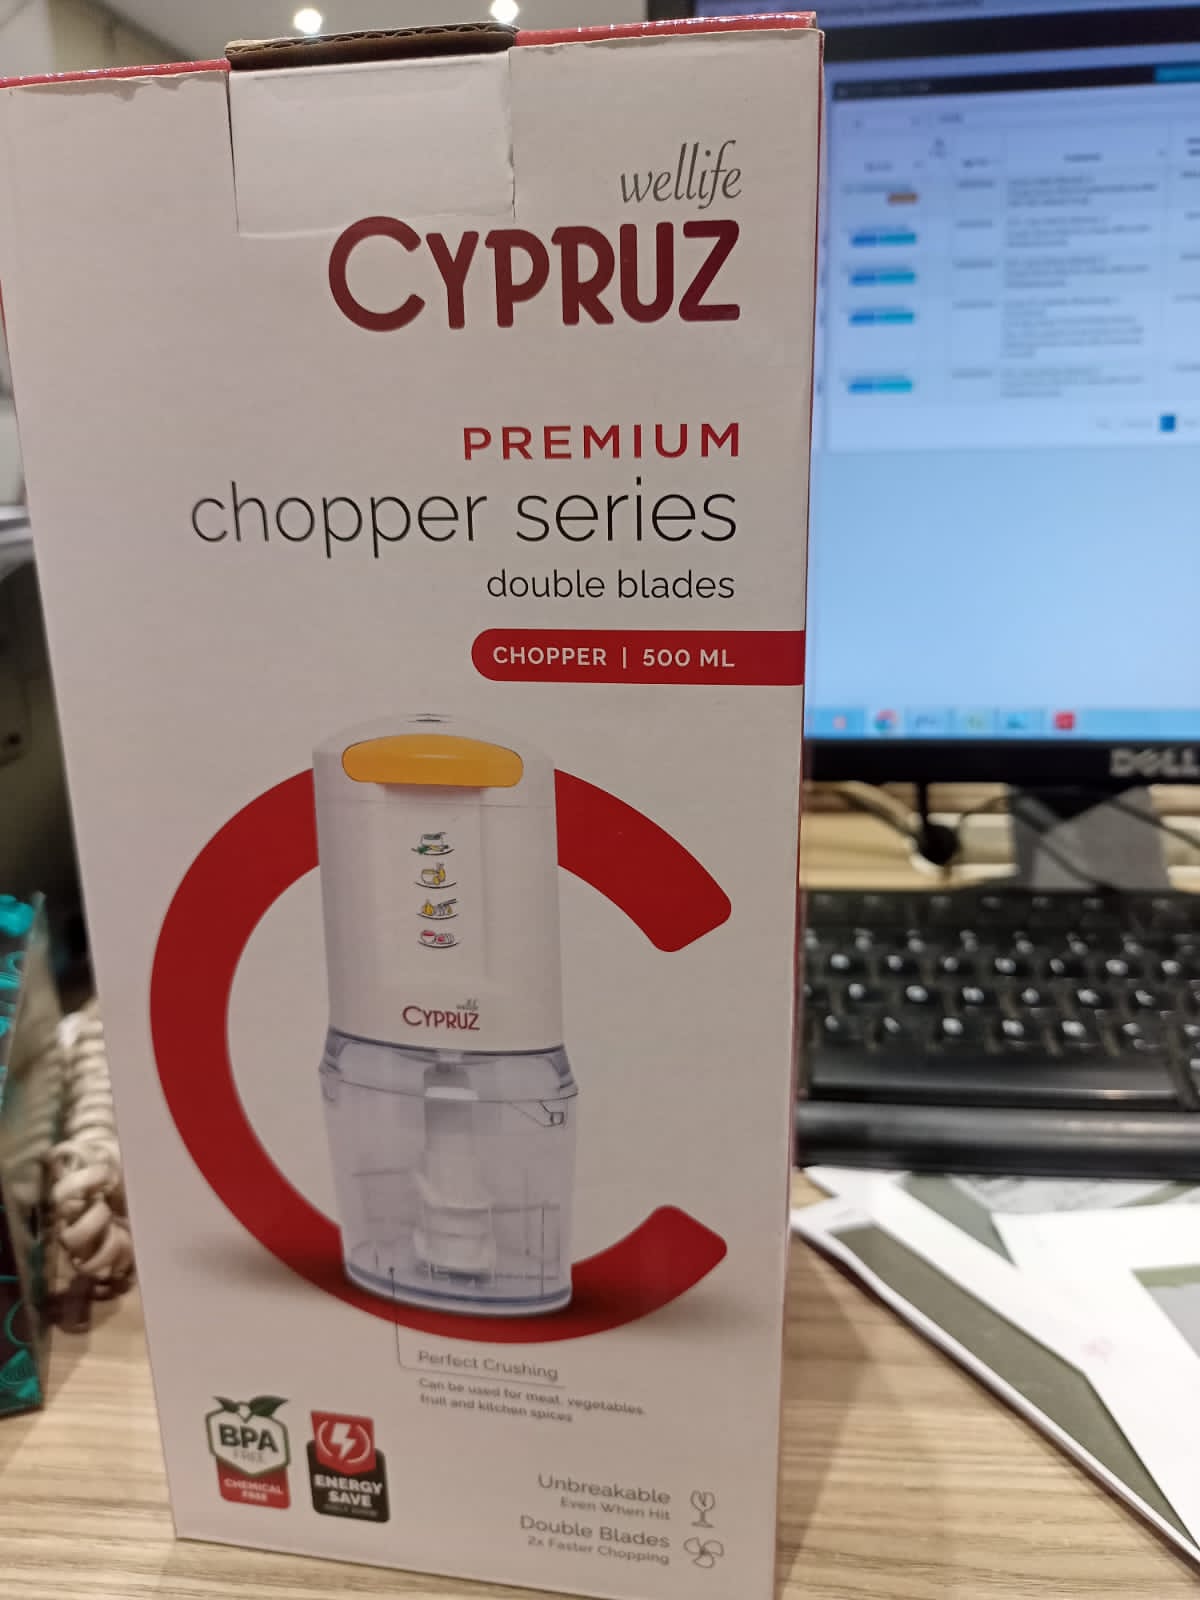 wellife
CYPRUZ
PREMIUM
chopper series
double blades
CHOPPER | 500 ML
wellife
CYPRUZ
Perfect Crushing
Can be used for meat, vegetables,
fruit and kitchen spices
BPA
FREE
CHEMICAL
FREE
ENERGY
SAVE
Unbreakable
Even When Hit
Double Blades
2x Faster Chopping
DELL